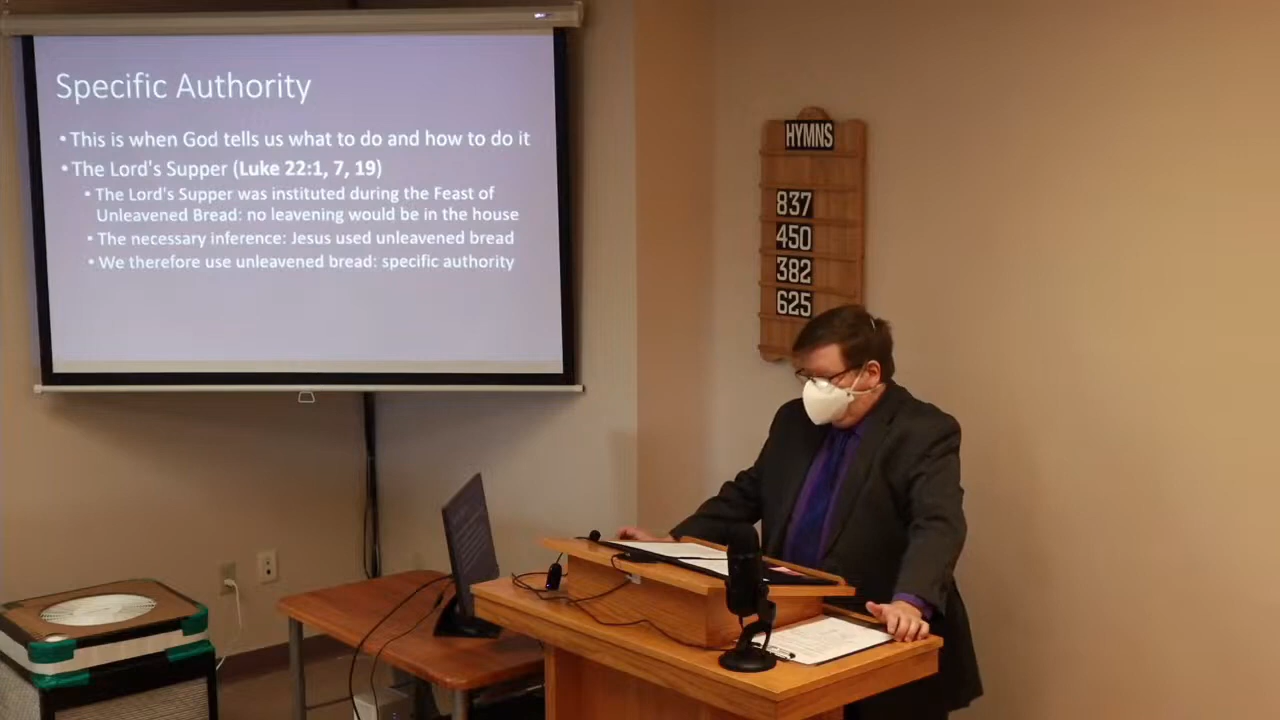 Specific Authority
•This is when God tells us what to do and how to do it
•The Lord's Supper (Luke 22:1, 7, 19)
• The Lord's Supper was instituted during the Feast of
Unleavened Bread: no leavening would be in the house
• The necessary inference: Jesus used unleavened bread
• We therefore use unleavened bread: specific authority
HYMNS
837
450
382
625